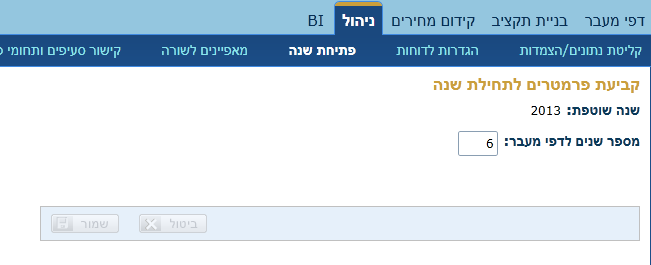 דפי מעבר בניית תקציב קידום מחירים ניהול BI
קליטת נתונים/הצמדות הגדרות לדוחות פתיחת שנה מאפיינים לשורה קישור סעיפים ותחומי
קביעת פרמטרים לתחילת שנה
שנה שוטפת: 2013
מספר שנים לדפי מעבר: 6
ביטול שמור